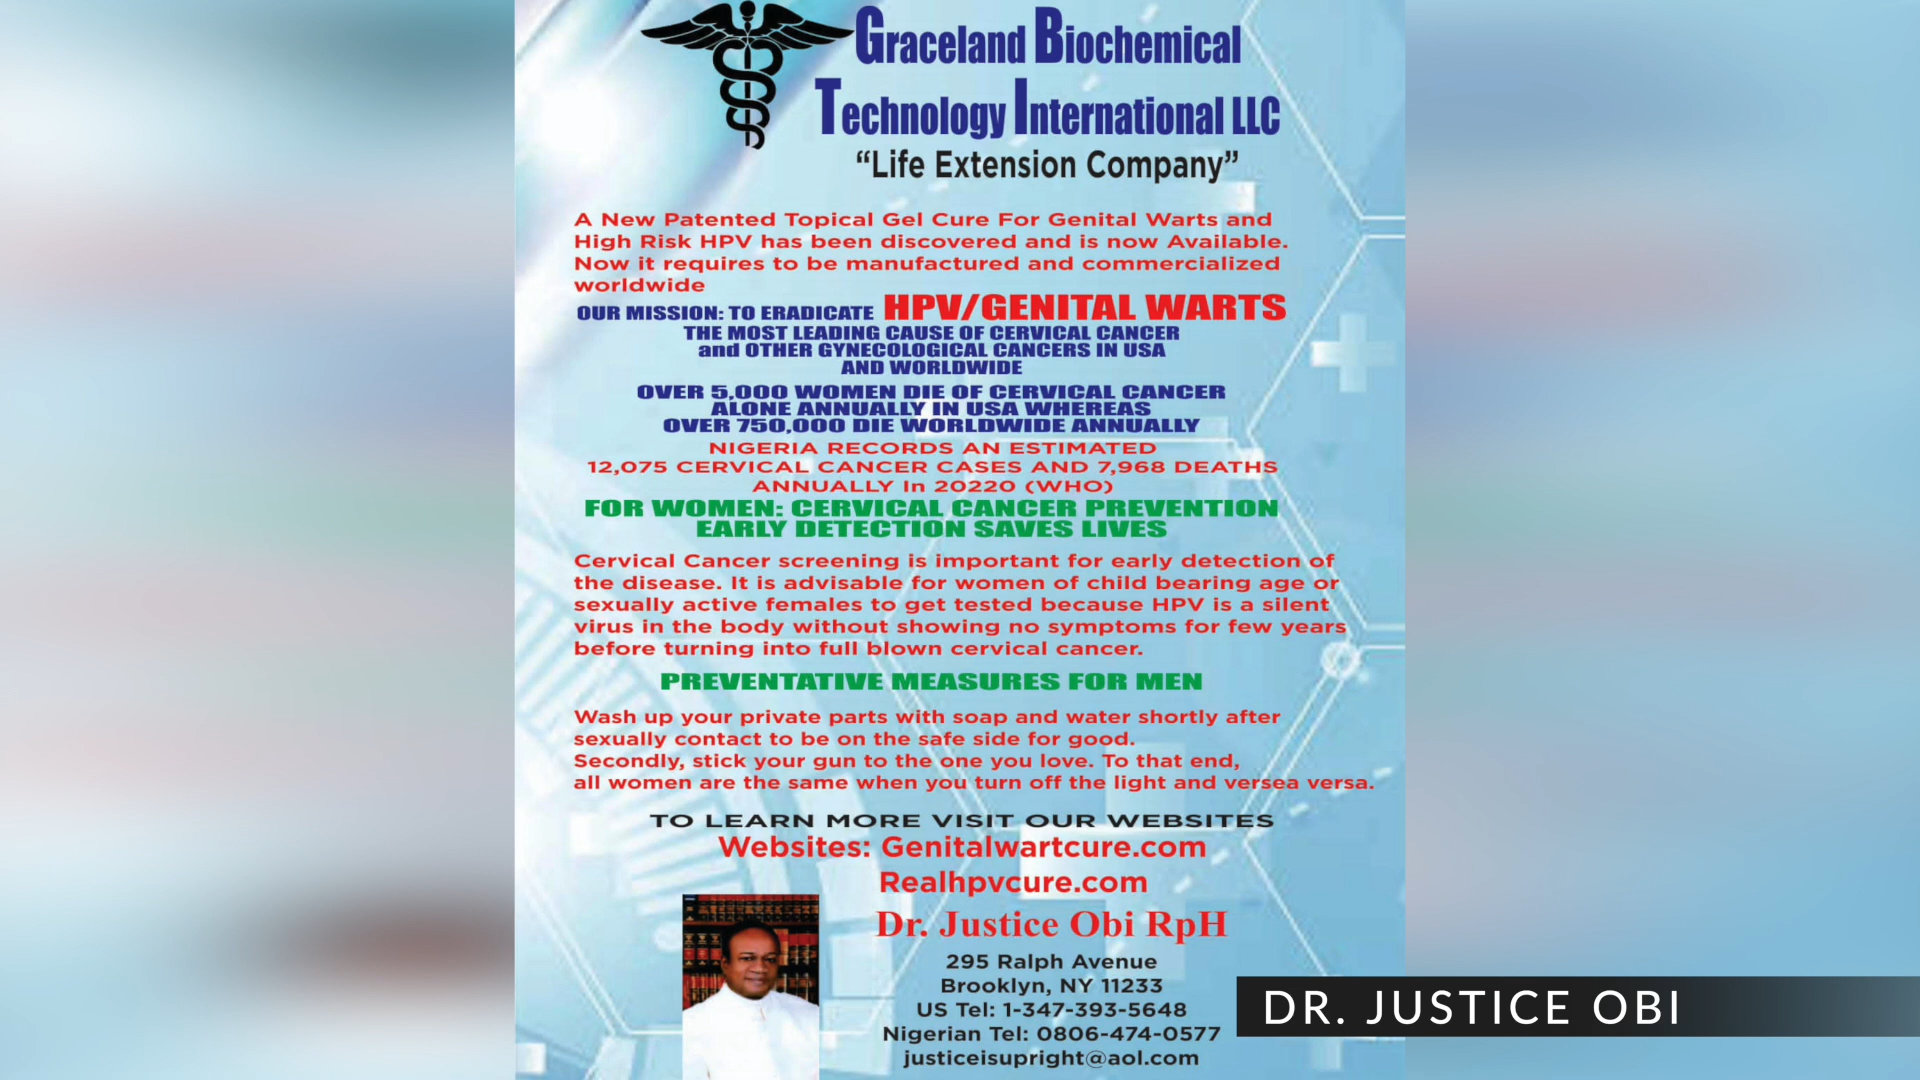 Graceland Biochemical
Technology International LLC
“Life Extension Company”
A New Patented Topical Gel Cure For Genital Warts and
High Risk HPV has been discovered and is now Available.
Now it requires to be manufactured and commercialized
worldwide
OUR MISSION: TO ERADICATE HPV/GENITAL WARTS
THE MOST LEADING CAUSE OF CERVICAL CANCER
and OTHER GYNECOLOGICAL CANCERS IN USA
AND WORLDWIDE
OVER 5,000 WOMEN DIE OF CERVICAL CANCER
ALONE ANNUALLY IN USA WHEREAS
OVER 750,000 DIE WORLDWIDE ANNUALLY
NIGERIA RECORDS AN ESTIMATED
12,075 CERVICAL CANCER CASES AND 7,968 DEATHS
ANNUALLY In 20220 (WHO)
FOR WOMEN: CERVICAL CANCER PREVENTION
EARLY DETECTION SAVES LIVES
Cervical Cancer screening is important for early detection of
the disease. It is advisable for women of child bearing age or
sexually active females to get tested because HPV is a silent
virus in the body without showing no symptoms for few years
before turning into full blown cervical cancer.
PREVENTATIVE MEASURES FOR MEN
Wash up your private parts with soap and water shortly after
sexually contact to be on the safe side for good.
Secondly, stick your gun to the one you love. To that end,
all women are the same when you turn off the light and versea versa.
TO LEARN MORE VISIT OUR WEBSITES
Websites: Genitalwartcure.com
Realhpvcure.com
Dr. Justice Obi RpH
295 Ralph Avenue
Brooklyn, NY 11233
US Tel: 1-347-393-5648
Nigerian Tel: 0806-474-0577
justiceisupright@aol.com
DR. JUSTICE OBI